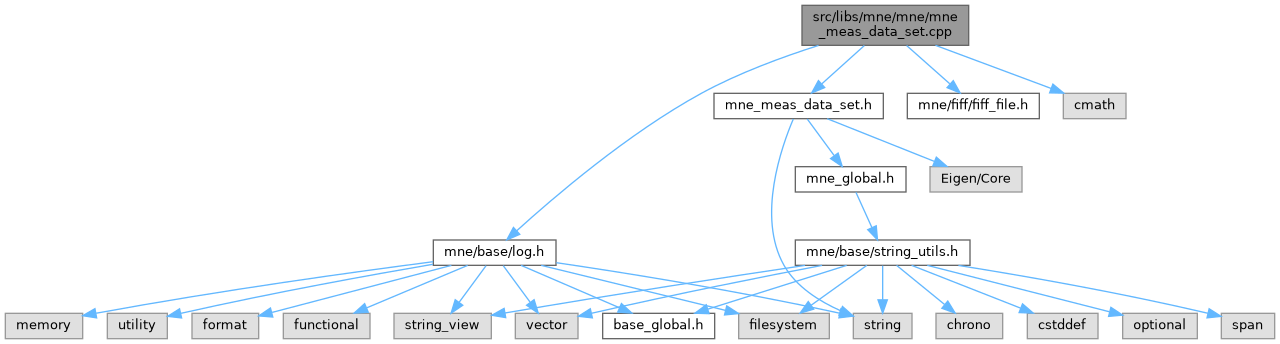 src/libs/mne/mne/mne
_meas_data_set.cpp
mne_meas_data_set.h
mne/fiff/fiff_file.h
cmath
mne_global.h
Eigen/Core
mne/base/log.h
mne/base/string_utils.h
memory
utility
format
functional
string_view
vector
base_global.h
filesystem
string
chrono
cstddef
optional
span